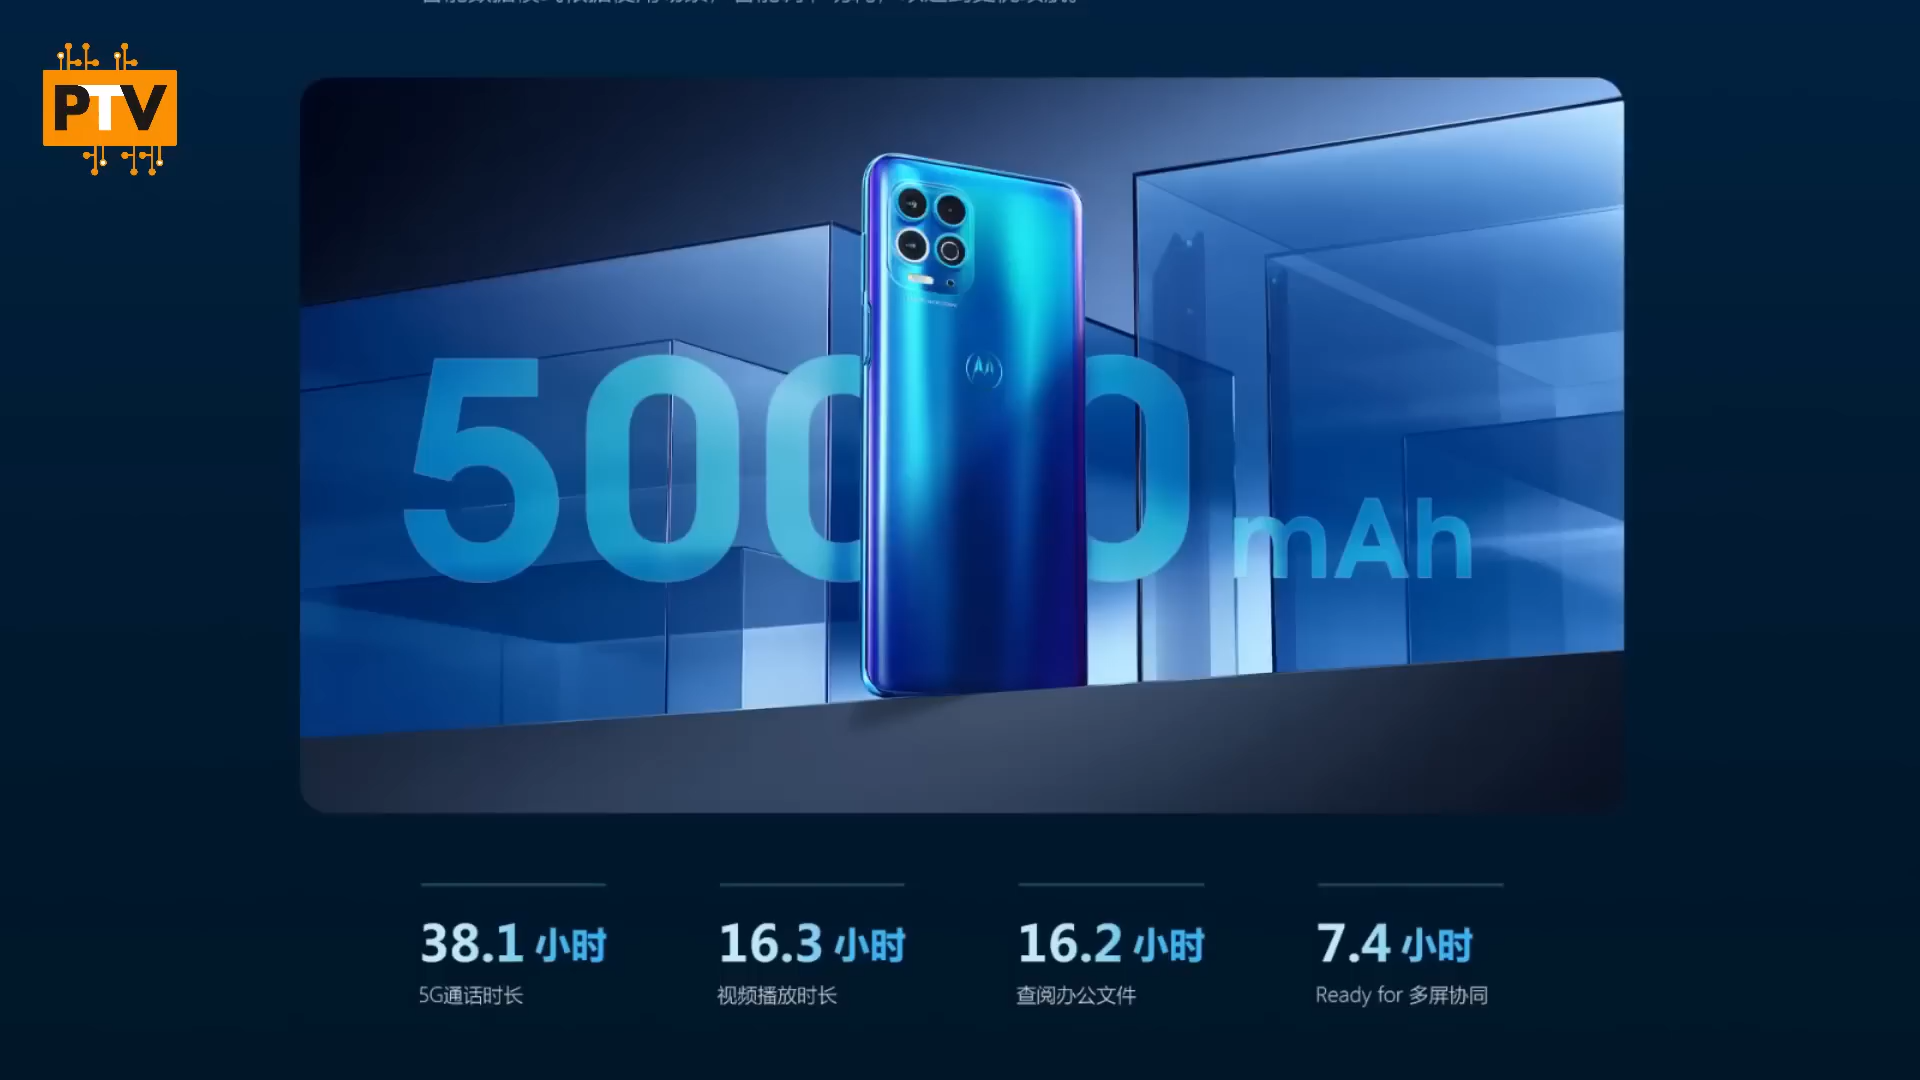 PTV
5000 mAh
38.1 小时
5G通话时长
16.3 小时
视频播放时长
16.2 小时
查阅办公文件
7.4 小时
Ready for 多屏协同